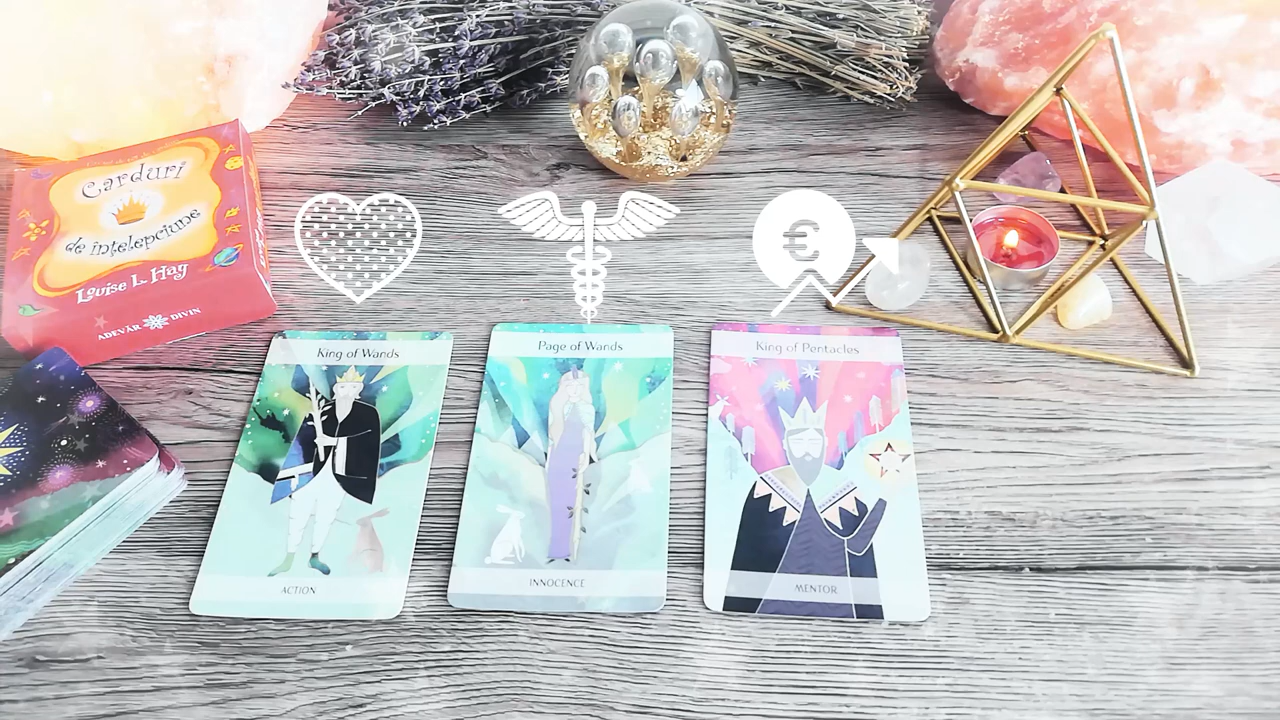 Carduri
de înțelepciune
Louise L. Hay
ADEVĂR DIVIN
€
King of Wands
ACTION
Page of Wands
INNOCENCE
King of Pentacles
MENTOR